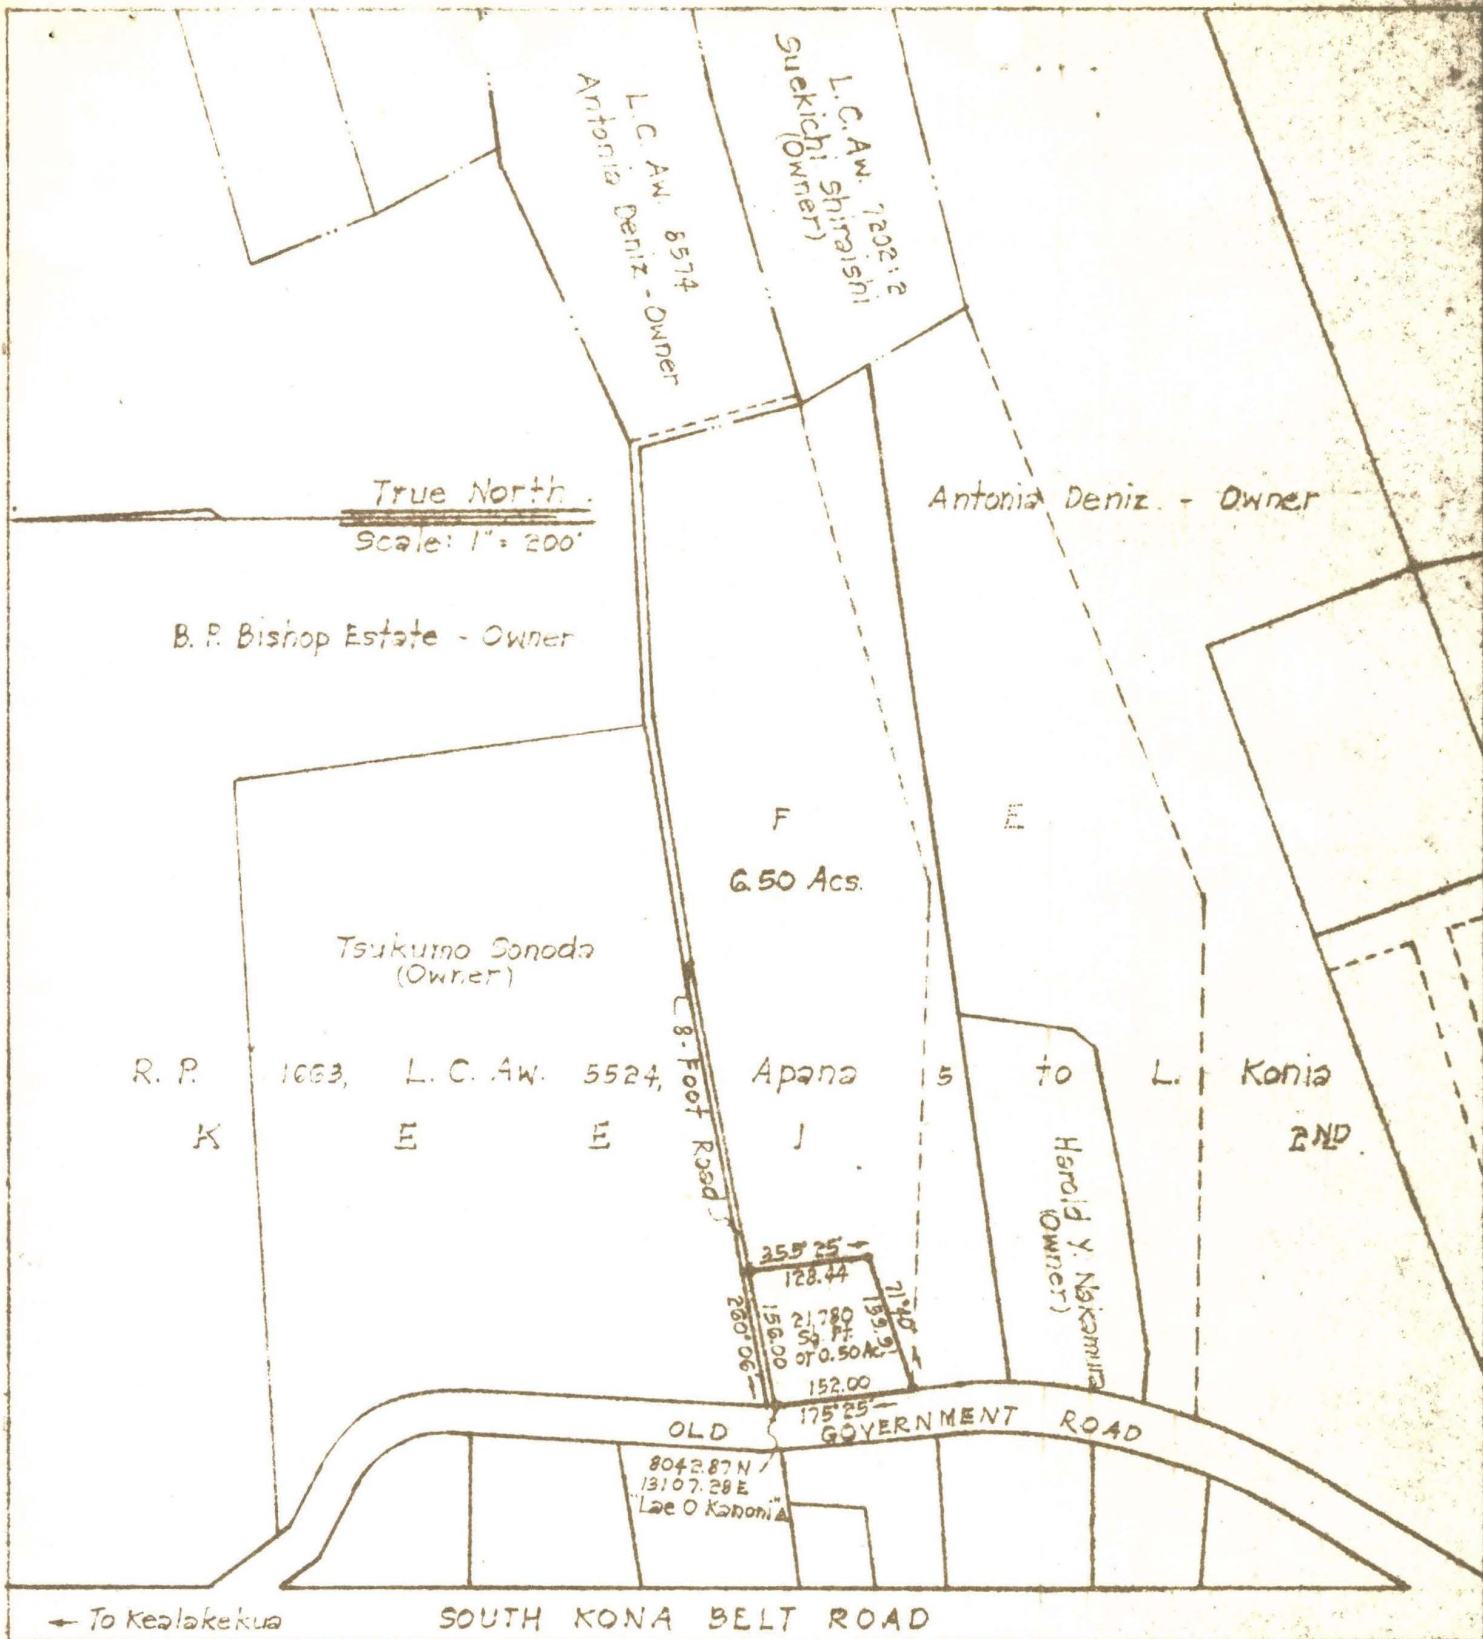 L.C. Aw. 8574
Antonia Deniz - Owner
L.C. Aw. 7202:2
Suekichi Shiraishi
(Owner)
True North
Scale: 1" = 200'
Antonia Deniz. - Owner
B. P. Bishop Estate - Owner
F
6.50 Acs.
E
Tsukumo Sonoda
(Owner)
8-Foot Road
R. P. 1663, L. C. Aw. 5524, Apana 5 to L. Konia
K E E I 2ND.
Harold Y. Nakamura
(Owner)
355°25'
128.44
260°06'
156.00
21,780
Sq. Ft.
or 0.50 Ac.
71°40'
152.00
175°25'
OLD GOVERNMENT ROAD
8042.87 N
13107.28 E
"Lae O Kanoni"
← To Kealakekua
SOUTH KONA BELT ROAD